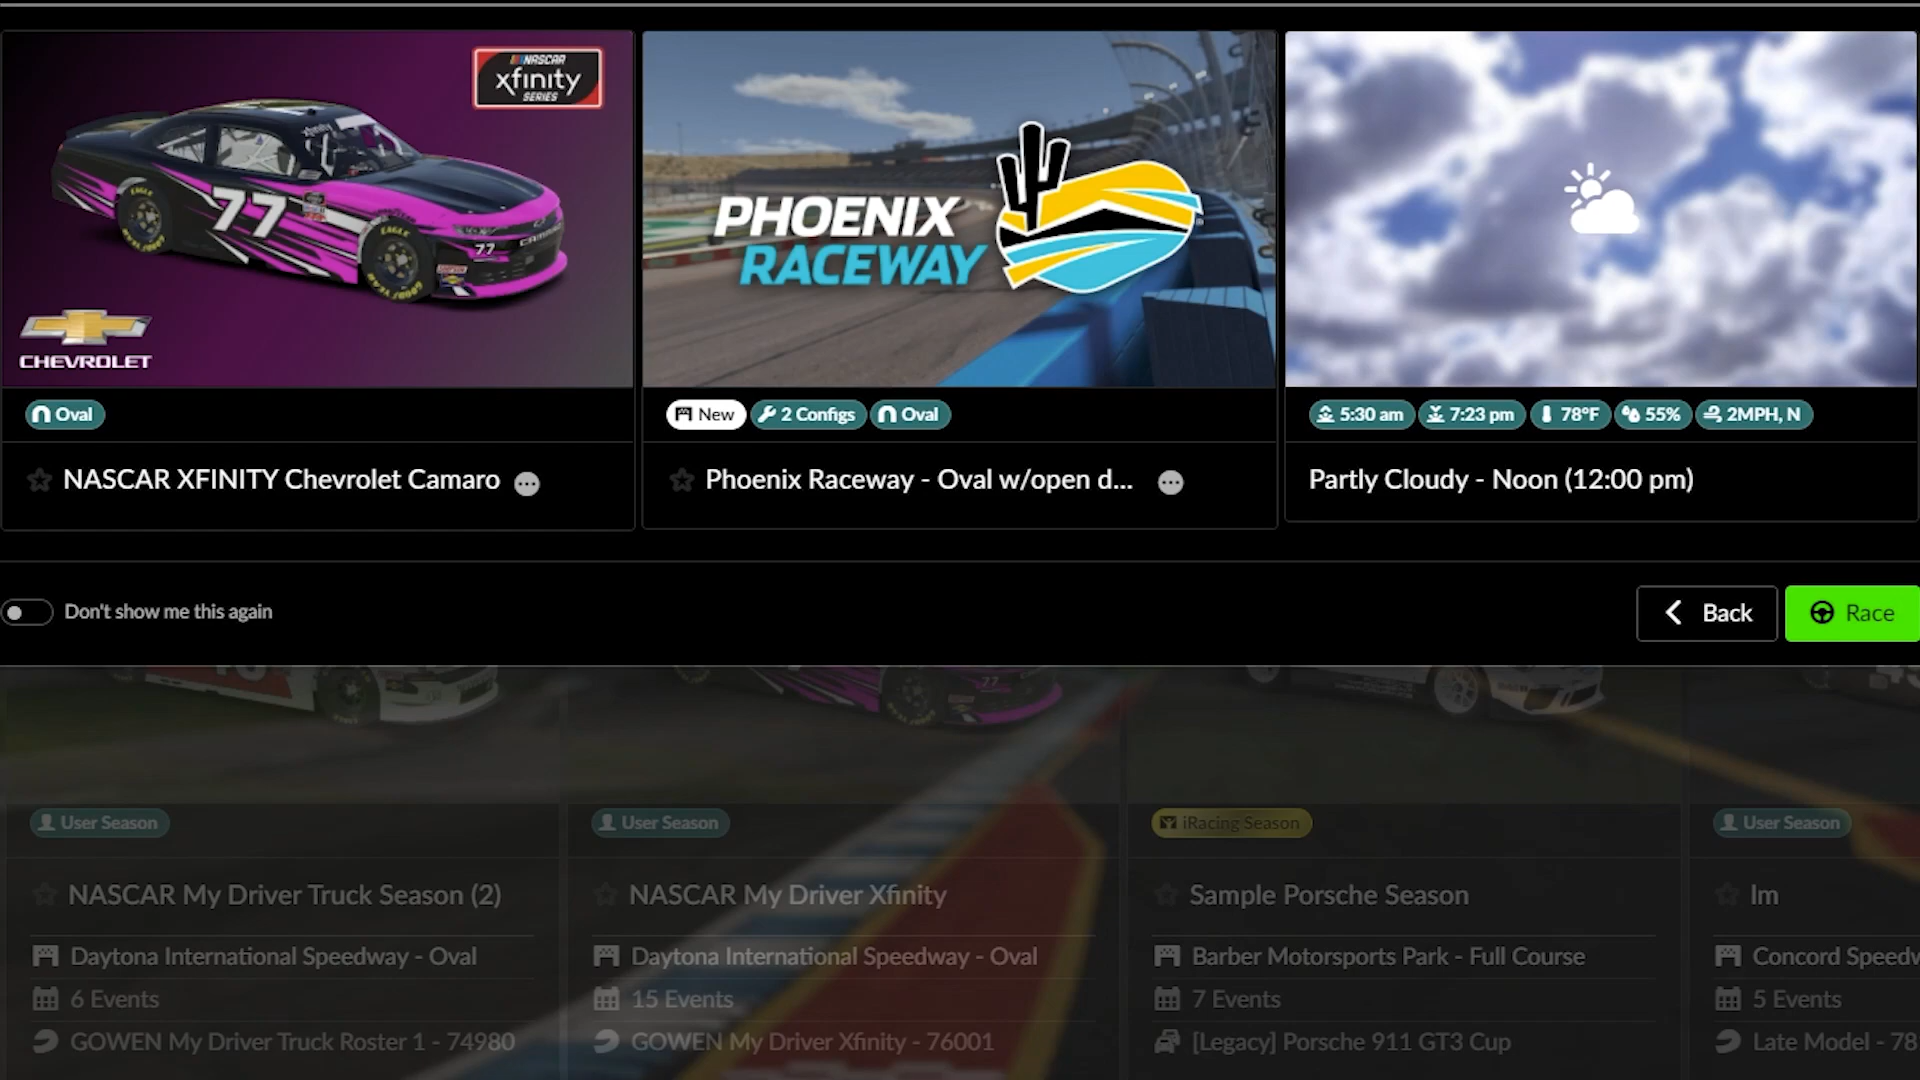 NASCAR
xfinity
SERIES
77
77
CHEVROLET
PHOENIX
RACEWAY
Oval
New
2 Configs
Oval
5:30 am
7:23 pm
78°F
55%
2MPH, N
NASCAR XFINITY Chevrolet Camaro
Phoenix Raceway - Oval w/open d...
Partly Cloudy - Noon (12:00 pm)
Don't show me this again
Back
Race
User Season
User Season
iRacing Season
User Season
NASCAR My Driver Truck Season (2)
NASCAR My Driver Xfinity
Sample Porsche Season
Daytona International Speedway - Oval
Daytona International Speedway - Oval
Barber Motorsports Park - Full Course
Concord
6 Events
15 Events
7 Events
5 Events
GOWEN My Driver Truck Roster 1 - 74980
GOWEN My Driver Xfinity - 76001
[Legacy] Porsche 911 GT3 Cup
Late Model - 78